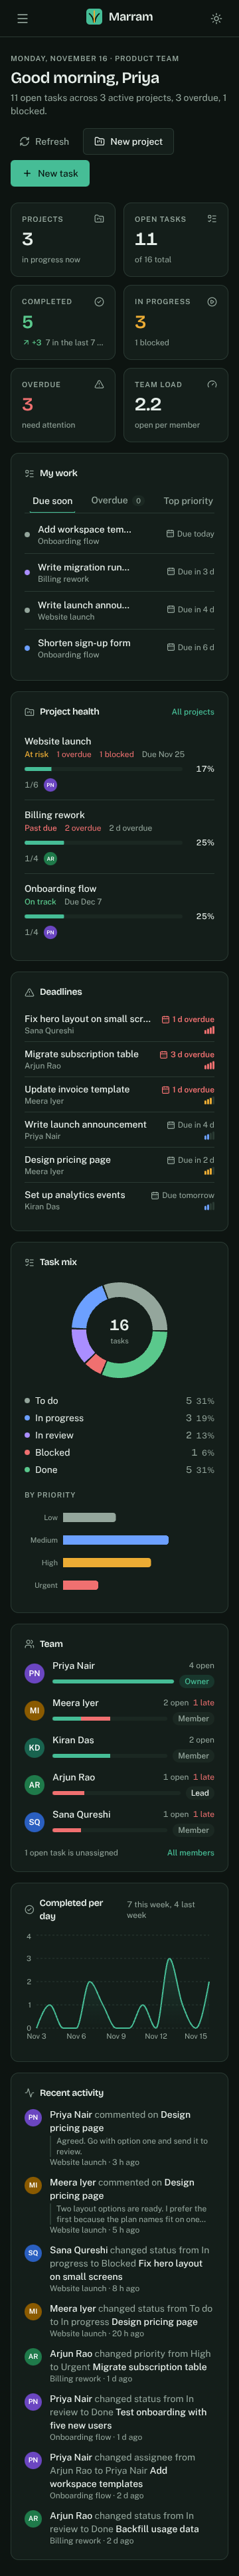 Marram
MONDAY, NOVEMBER 16 · PRODUCT TEAM
Good morning, Priya
11 open tasks across 3 active projects, 3 overdue, 1
blocked.
Refresh
New project
New task
PROJECTS
3
in progress now
OPEN TASKS
11
of 16 total
COMPLETED
5
+3 7 in the last 7 ...
IN PROGRESS
3
1 blocked
OVERDUE
3
need attention
TEAM LOAD
2.2
open per member
My work
Due soon
Overdue 0
Top priority
Add workspace tem...
Due today
Onboarding flow
Write migration run...
Due in 3 d
Billing rework
Write launch annou...
Due in 4 d
Website launch
Shorten sign-up form
Due in 6 d
Onboarding flow
Project health
All projects
Website launch
At risk 1 overdue 1 blocked Due Nov 25
17%
1/6 PN
Billing rework
Past due 2 overdue 2 d overdue
25%
1/4 AR
Onboarding flow
On track Due Dec 7
25%
1/4 PN
Deadlines
Fix hero layout on small scr...
1 d overdue
Sana Qureshi
Migrate subscription table
3 d overdue
Arjun Rao
Update invoice template
1 d overdue
Meera Iyer
Write launch announcement
Due in 4 d
Priya Nair
Design pricing page
Due in 2 d
Meera Iyer
Set up analytics events
Due tomorrow
Kiran Das
Task mix
16
tasks
To do 5 31%
In progress 3 19%
In review 2 13%
Blocked 1 6%
Done 5 31%
BY PRIORITY
Low
Medium
High
Urgent
Team
PN
Priya Nair
4 open
Owner
MI
Meera Iyer
2 open 1 late
Member
KD
Kiran Das
2 open
Member
AR
Arjun Rao
1 open 1 late
Lead
SQ
Sana Qureshi
1 open 1 late
Member
1 open task is unassigned
All members
Completed per
day
7 this week, 4 last
week
4
3
2
1
0
Nov 3 Nov 6 Nov 9 Nov 12 Nov 15
Recent activity
PN
Priya Nair commented on Design
pricing page
Agreed. Go with option one and send it to
review.
Website launch · 3 h ago
MI
Meera Iyer commented on Design
pricing page
Two layout options are ready. I prefer the
first because the plan names fit on one...
Website launch · 5 h ago
SQ
Sana Qureshi changed status from In
progress to Blocked Fix hero layout
on small screens
Website launch · 8 h ago
MI
Meera Iyer changed status from To do
to In progress Design pricing page
Website launch · 20 h ago
AR
Arjun Rao changed priority from High
to Urgent Migrate subscription table
Billing rework · 1 d ago
PN
Priya Nair changed status from In
review to Done Test onboarding with
five new users
Onboarding flow · 1 d ago
PN
Priya Nair changed assignee from
Arjun Rao to Priya Nair Add
workspace templates
Onboarding flow · 2 d ago
AR
Arjun Rao changed status from In
review to Done Backfill usage data
Billing rework · 2 d ago